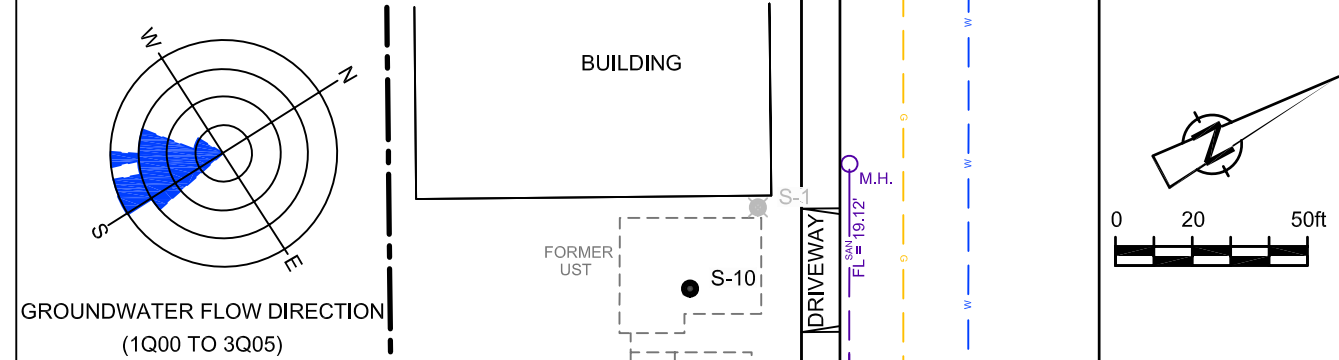 W
N
S
E
GROUNDWATER FLOW DIRECTION
(1Q00 TO 3Q05)
BUILDING
S-1
FORMER
UST
S-10
DRIVEWAY
M.H.
SAN
FL = 19.12'
G
G
W
W
W
N
0 20 50ft